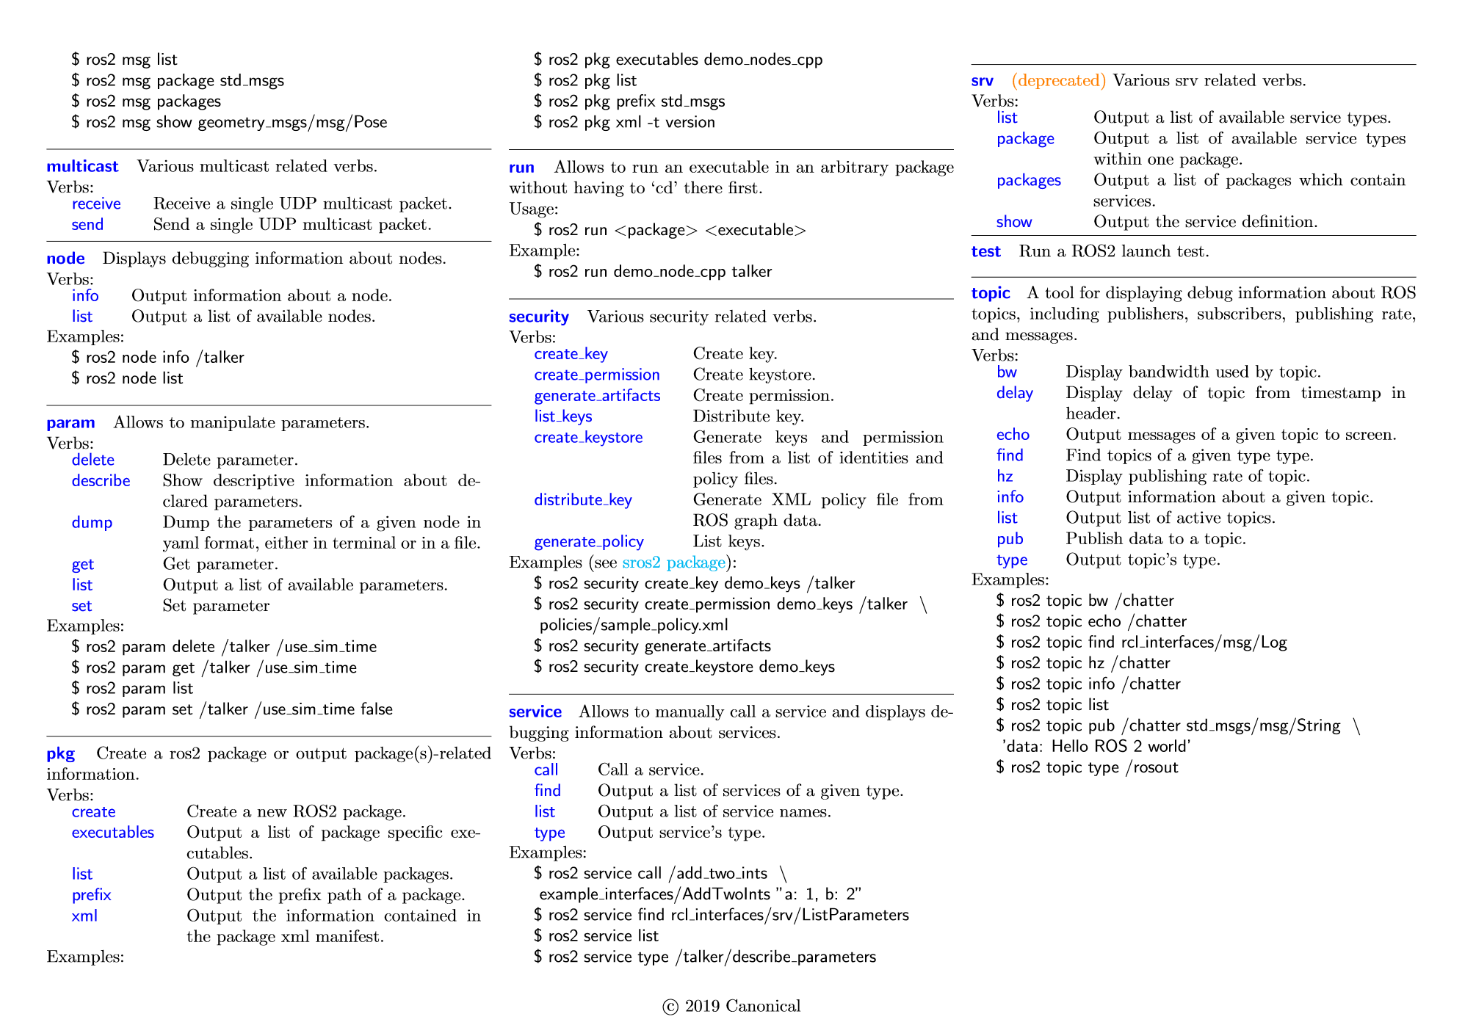 $ ros2 msg list
$ ros2 msg package std_msgs
$ ros2 msg packages
$ ros2 msg show geometry_msgs/msg/Pose
multicast Various multicast related verbs.
Verbs:
receive Receive a single UDP multicast packet.
send Send a single UDP multicast packet.
node Displays debugging information about nodes.
Verbs:
info Output information about a node.
list Output a list of available nodes.
Examples:
$ ros2 node info /talker
$ ros2 node list
param Allows to manipulate parameters.
Verbs:
delete Delete parameter.
describe Show descriptive information about de-
clared parameters.
dump Dump the parameters of a given node in
yaml format, either in terminal or in a file.
get Get parameter.
list Output a list of available parameters.
set Set parameter
Examples:
$ ros2 param delete /talker /use_sim_time
$ ros2 param get /talker /use_sim_time
$ ros2 param list
$ ros2 param set /talker /use_sim_time false
pkg Create a ros2 package or output package(s)-related
information.
Verbs:
create Create a new ROS2 package.
executables Output a list of package specific exe-
cutables.
list Output a list of available packages.
prefix Output the prefix path of a package.
xml Output the information contained in
the package xml manifest.
Examples:
$ ros2 pkg executables demo_nodes_cpp
$ ros2 pkg list
$ ros2 pkg prefix std_msgs
$ ros2 pkg xml -t version
run Allows to run an executable in an arbitrary package
without having to ‘cd’ there first.
Usage:
$ ros2 run <package> <executable>
Example:
$ ros2 run demo_node_cpp talker
security Various security related verbs.
Verbs:
create_key Create key.
create_permission Create keystore.
generate_artifacts Create permission.
list_keys Distribute key.
create_keystore Generate keys and permission
files from a list of identities and
policy files.
distribute_key Generate XML policy file from
ROS graph data.
generate_policy List keys.
Examples (see sros2 package):
$ ros2 security create_key demo_keys /talker
$ ros2 security create_permission demo_keys /talker \
policies/sample_policy.xml
$ ros2 security generate_artifacts
$ ros2 security create_keystore demo_keys
service Allows to manually call a service and displays de-
bugging information about services.
Verbs:
call Call a service.
find Output a list of services of a given type.
list Output a list of service names.
type Output service’s type.
Examples:
$ ros2 service call /add_two_ints \
example_interfaces/AddTwoInts ”a: 1, b: 2”
$ ros2 service find rcl_interfaces/srv/ListParameters
$ ros2 service list
$ ros2 service type /talker/describe_parameters
srv (deprecated) Various srv related verbs.
Verbs:
list Output a list of available service types.
package Output a list of available service types
within one package.
packages Output a list of packages which contain
services.
show Output the service definition.
test Run a ROS2 launch test.
topic A tool for displaying debug information about ROS
topics, including publishers, subscribers, publishing rate,
and messages.
Verbs:
bw Display bandwidth used by topic.
delay Display delay of topic from timestamp in
header.
echo Output messages of a given topic to screen.
find Find topics of a given type type.
hz Display publishing rate of topic.
info Output information about a given topic.
list Output list of active topics.
pub Publish data to a topic.
type Output topic’s type.
Examples:
$ ros2 topic bw /chatter
$ ros2 topic echo /chatter
$ ros2 topic find rcl_interfaces/msg/Log
$ ros2 topic hz /chatter
$ ros2 topic info /chatter
$ ros2 topic list
$ ros2 topic pub /chatter std_msgs/msg/String \
’data: Hello ROS 2 world’
$ ros2 topic type /rosout
© 2019 Canonical